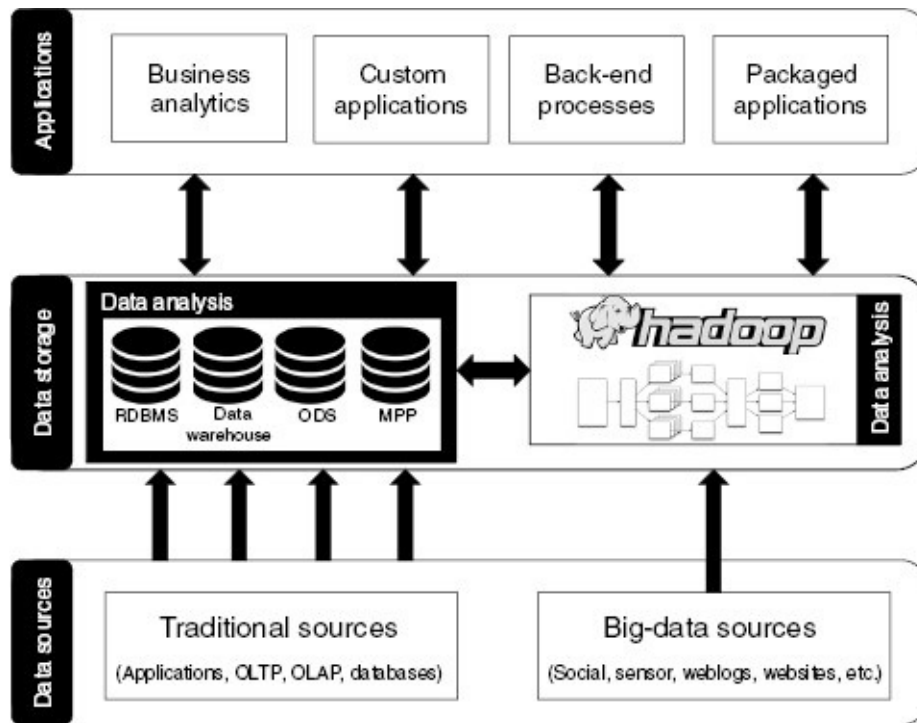 Applications
Business
analytics
Custom
applications
Back-end
processes
Packaged
applications
Data storage
Data analysis
RDBMS
Data
warehouse
ODS
MPP
hadoop
Data analysis
Data sources
Traditional sources
(Applications, OLTP, OLAP, databases)
Big-data sources
(Social, sensor, weblogs, websites, etc.)